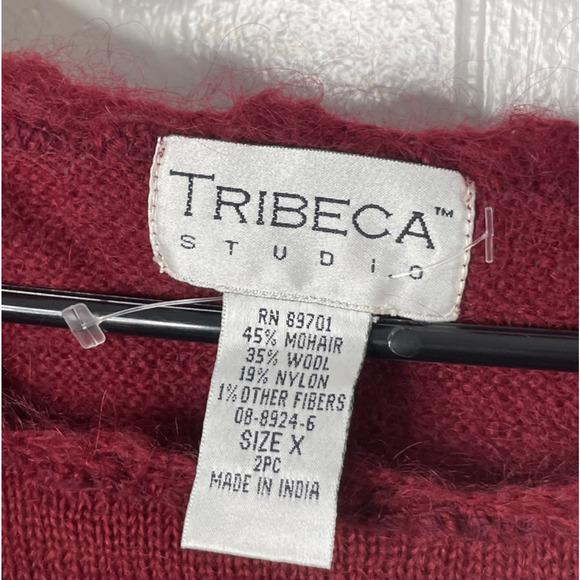 TRIBECA™
STUDIO
RN 89701
45% MOHAIR
35% WOOL
19% NYLON
1% OTHER FIBERS
08-8924-6
SIZE X
2PC
MADE IN INDIA